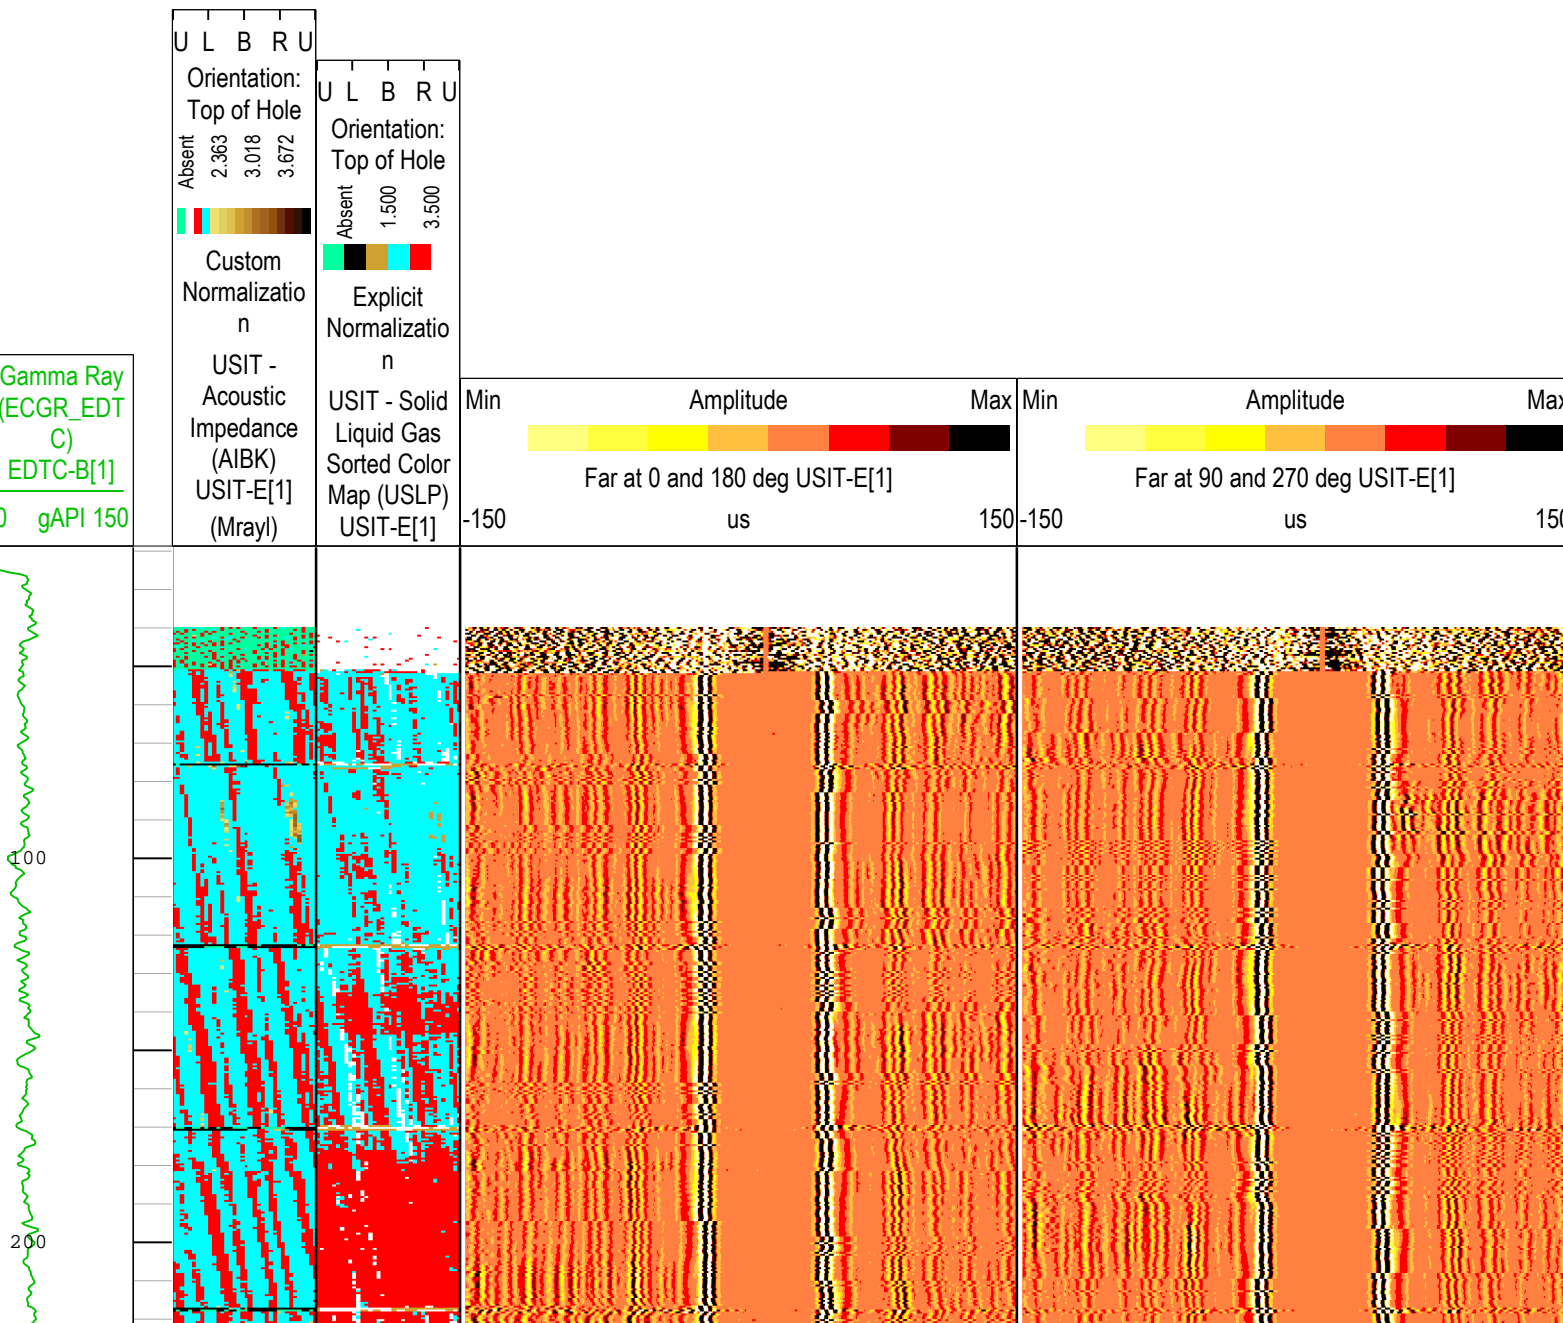 U L B R U
Orientation:
Top of Hole
Absent
2.363
3.018
3.672
Custom
Normalizatio
n
USIT -
Acoustic
Impedance
(AIBK)
USIT-E[1]
(Mrayl)
U L B R U
Orientation:
Top of Hole
Absent
1.500
3.500
Explicit
Normalizatio
n
USIT - Solid
Liquid Gas
Sorted Color
Map (USLP)
USIT-E[1]
Gamma Ray
(ECGR_EDT
C)
EDTC-B[1]
0 gAPI 150
Min Amplitude Max
Far at 0 and 180 deg USIT-E[1]
-150 us 150
Min Amplitude Max
Far at 90 and 270 deg USIT-E[1]
-150 us 150
100
200